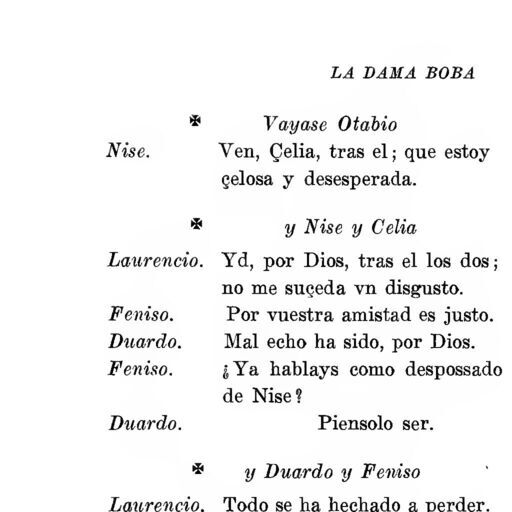 LA DAMA BOBA
✠ Vayase Otabio
Nise. Ven, Çelia, tras el; que estoy
çelosa y desesperada.
✠ y Nise y Celia
Laurencio. Yd, por Dios, tras el los dos;
no me suçeda vn disgusto.
Feniso. Por vuestra amistad es justo.
Duardo. Mal echo ha sido, por Dios.
Feniso. ¿Ya hablays como despossado
de Nise?
Duardo. Piensolo ser.
✠ y Duardo y Feniso
Laurencio. Todo se ha hechado a perder.